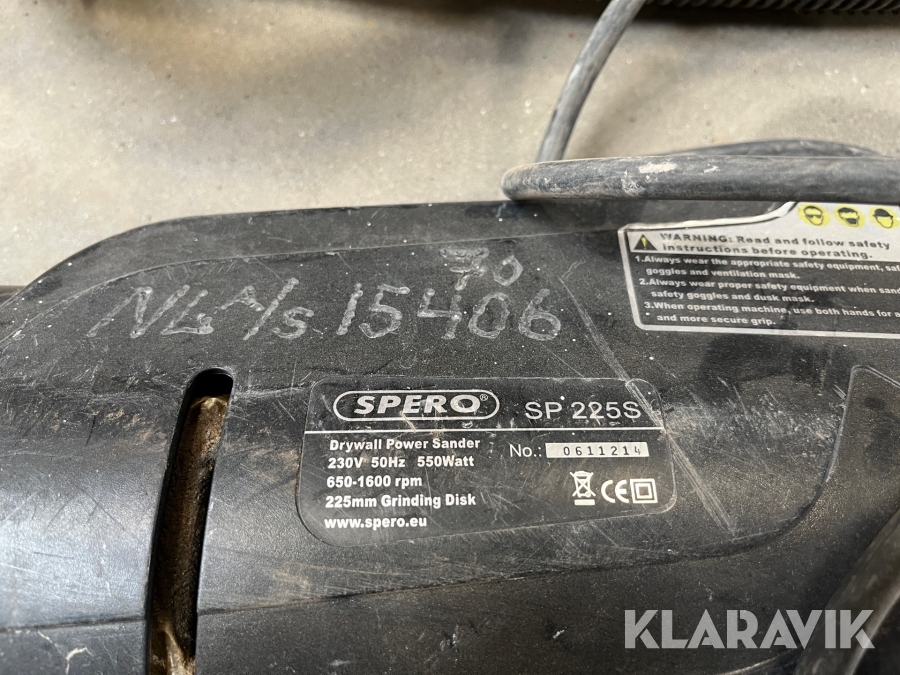 WARNING: Read and follow safety
instructions before operating.
1.Always wear the appropriate safety equipment, saf
goggles and ventilation mask.
2.Always wear proper safety equipment when sand
safety goggles and dusk mask.
3.When operating machine, use both hands for a
and more secure grip.
NG A/S 15406
SPERO® SP 225S
Drywall Power Sander
No.: 0611214
230V 50Hz 550Watt
650-1600 rpm
225mm Grinding Disk
www.spero.eu
CE
KLARAVIK